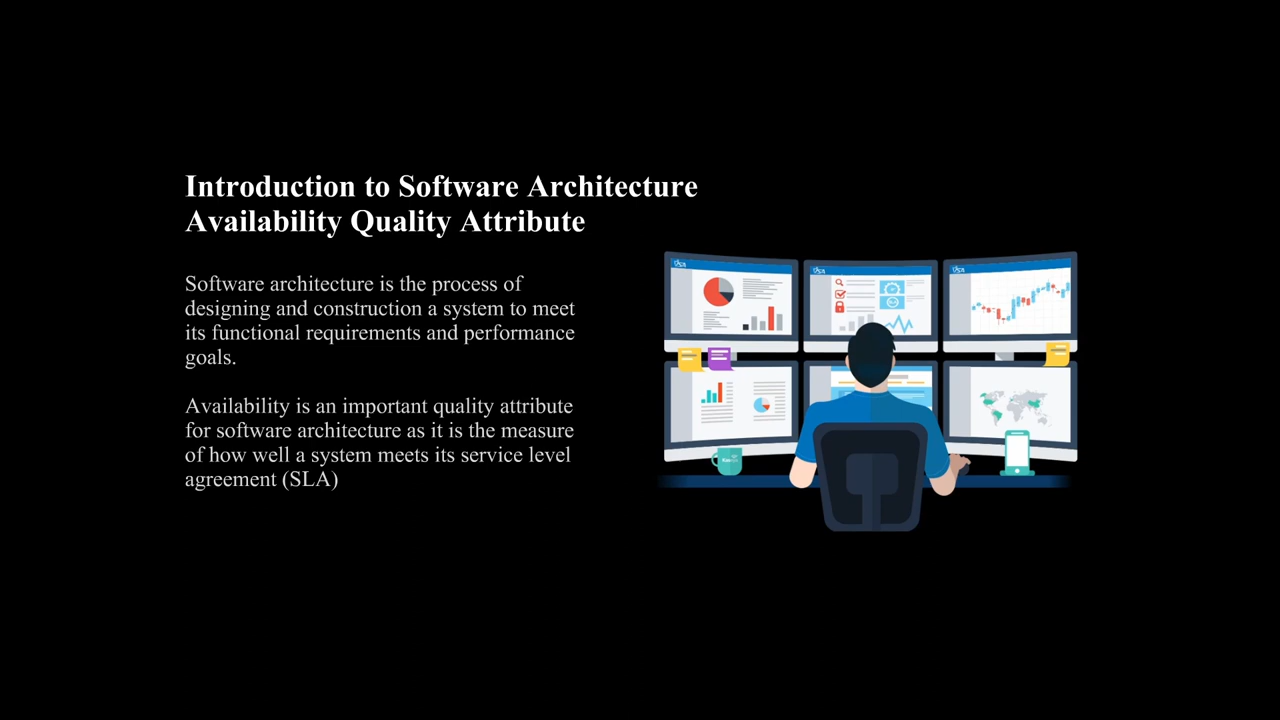 Introduction to Software Architecture
Availability Quality Attribute
Software architecture is the process of
designing and construction a system to meet
its functional requirements and performance
goals.
Availability is an important quality attribute
for software architecture as it is the measure
of how well a system meets its service level
agreement (SLA)